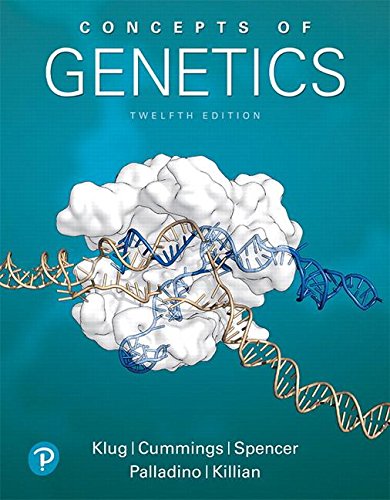 CONCEPTS OF
GENETICS
TWELFTH EDITION
Klug | Cummings | Spencer
Palladino | Killian
P